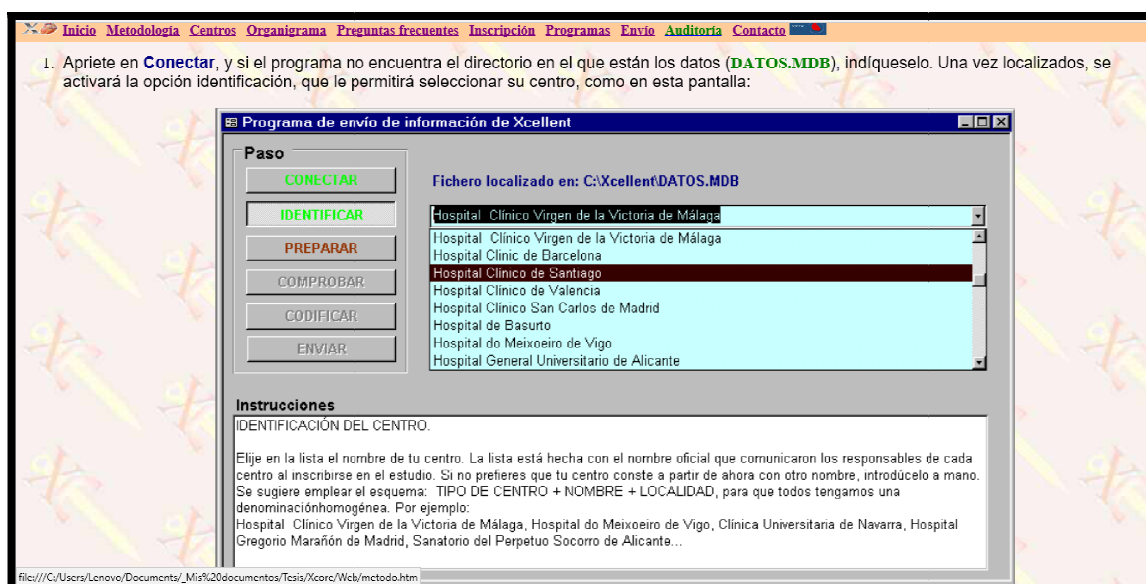 Inicio Metodología Centros Organigrama Preguntas frecuentes Inscripción Programas Envío Auditoría Contacto
1. Apriete en Conectar, y si el programa no encuentra el directorio en el que están los datos (DATOS.MDB), indíqueselo. Una vez localizados, se
activará la opción identificación, que le permitirá seleccionar su centro, como en esta pantalla:
Programa de envío de información de Xcellent
Paso
CONECTAR
Fichero localizado en: C:\Xcellent\DATOS.MDB
IDENTIFICAR
Hospital Clínico Virgen de la Victoria de Málaga
PREPARAR
COMPROBAR
CODIFICAR
ENVIAR
Hospital Clínico Virgen de la Victoria de Málaga
Hospital Clinic de Barcelona
Hospital Clínico de Santiago
Hospital Clínico de Valencia
Hospital Clínico San Carlos de Madrid
Hospital de Basurto
Hospital do Meixoeiro de Vigo
Hospital General Universitario de Alicante
Instrucciones
IDENTIFICACIÓN DEL CENTRO.
Elije en la lista el nombre de tu centro. La lista está hecha con el nombre oficial que comunicaron los responsables de cada
centro al inscribirse en el estudio. Si no prefieres que tu centro conste a partir de ahora con otro nombre, introdúcelo a mano.
Se sugiere emplear el esquema: TIPO DE CENTRO + NOMBRE + LOCALIDAD, para que todos tengamos una
denominaciónhomogénea. Por ejemplo:
Hospital Clínico Virgen de la Victoria de Málaga, Hospital do Meixoeiro de Vigo, Clínica Universitaria de Navarra, Hospital
Gregorio Marañón de Madrid, Sanatorio del Perpetuo Socorro de Alicante...
file:///C:/Users/Lenovo/Documents/_Mis%20documentos/Tesis/Xcore/Web/metodo.htm